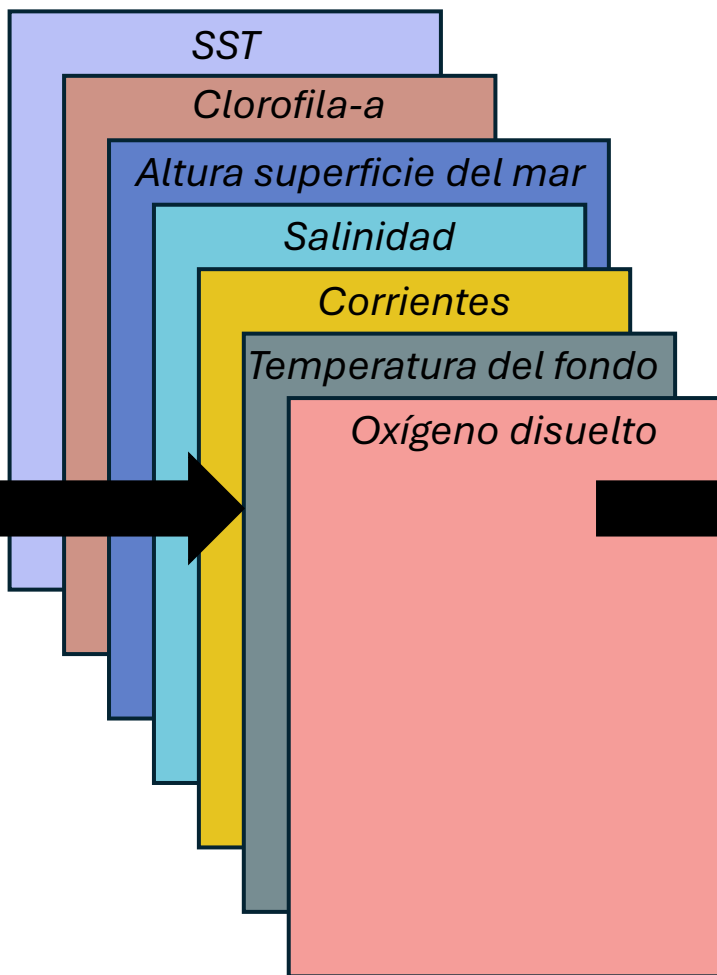 SST
Clorofila-a
Altura superficie del mar
Salinidad
Corrientes
Temperatura del fondo
Oxígeno disuelto